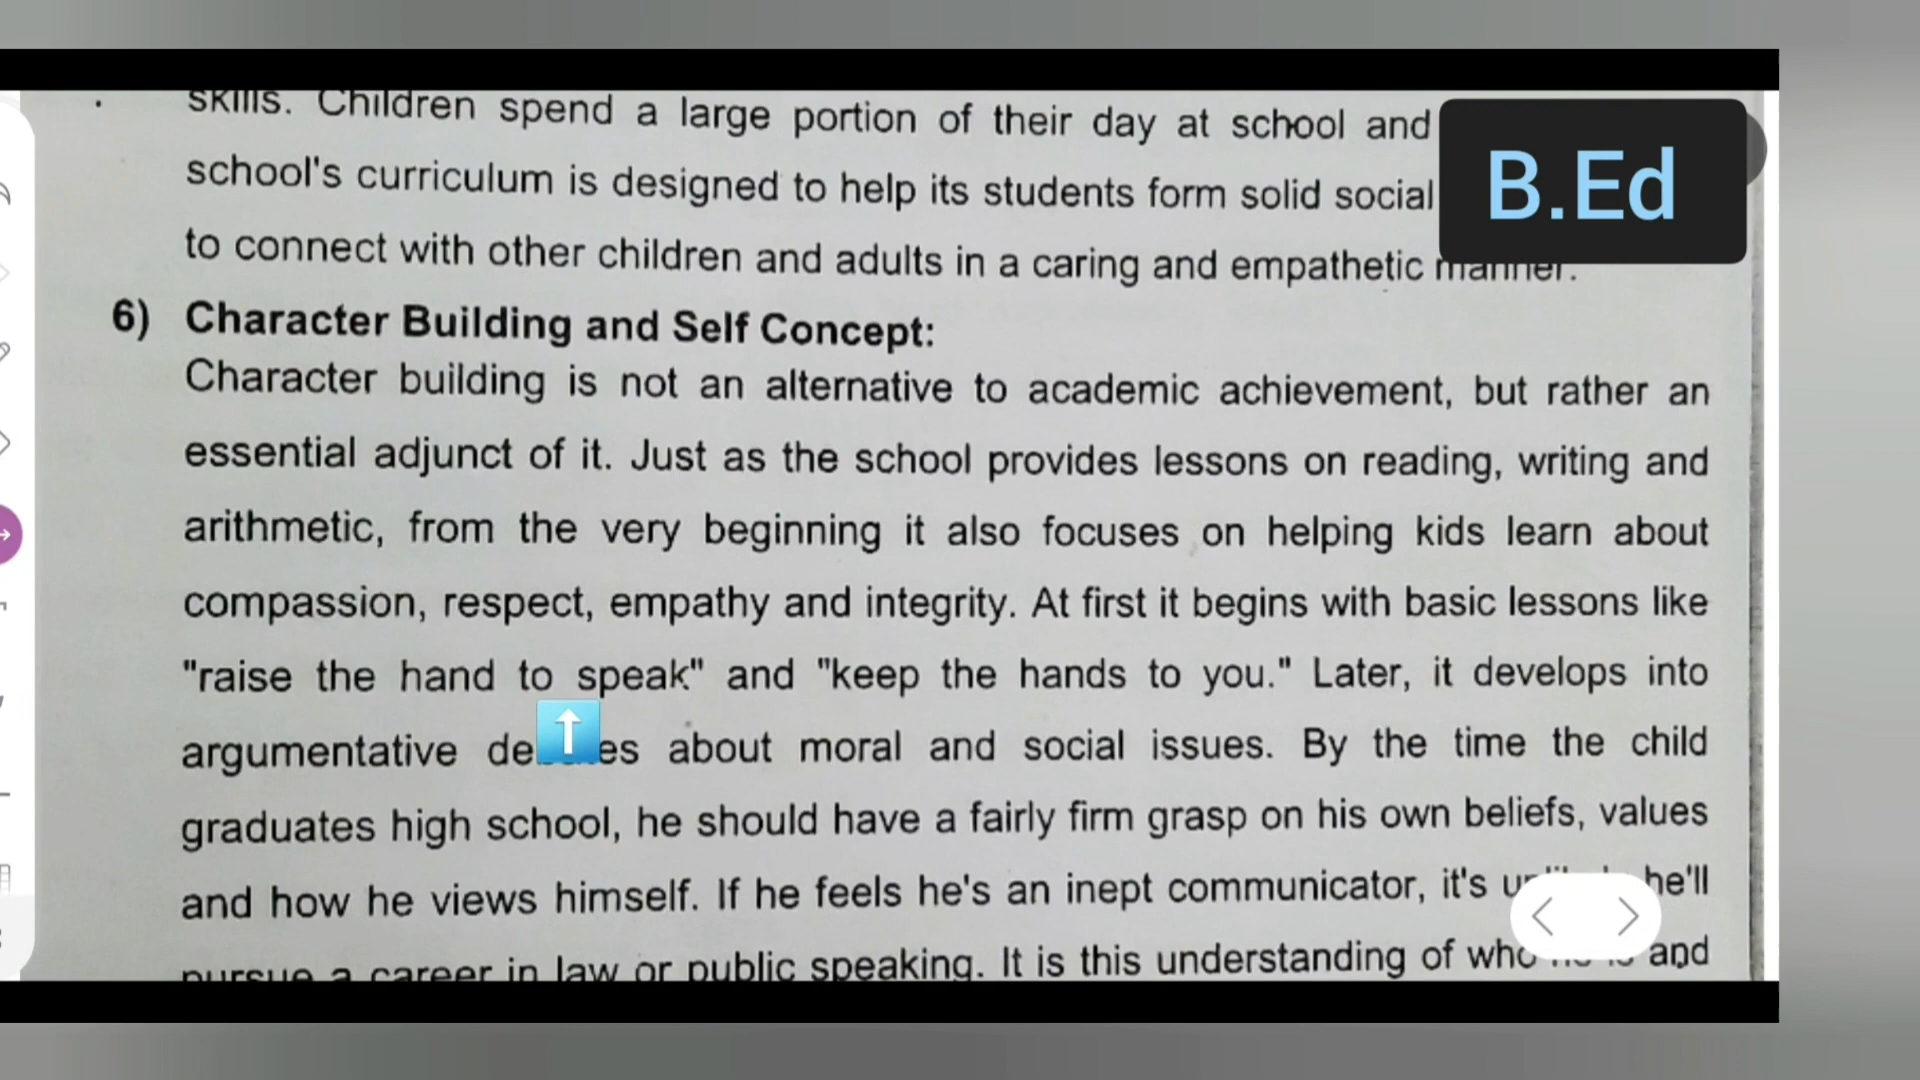 skills. Children spend a large portion of their day at school and
school's curriculum is designed to help its students form solid social
to connect with other children and adults in a caring and empathetic manner.
B.Ed
6) Character Building and Self Concept:
Character building is not an alternative to academic achievement, but rather an
essential adjunct of it. Just as the school provides lessons on reading, writing and
arithmetic, from the very beginning it also focuses on helping kids learn about
compassion, respect, empathy and integrity. At first it begins with basic lessons like
"raise the hand to speak" and "keep the hands to you." Later, it develops into
argumentative about moral and social issues. By the time the child
graduates high school, he should have a fairly firm grasp on his own beliefs, values
and how he views himself. If he feels he's an inept communicator, it's he'll
pursue a career in law or public speaking. It is this understanding of who and